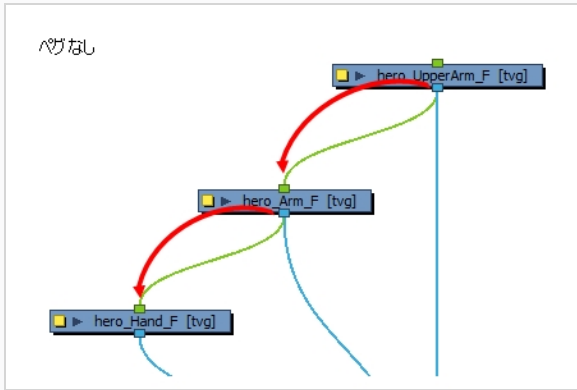 ペグなし
hero_UpperArm_F [tvg]
hero_Arm_F [tvg]
hero_Hand_F [tvg]